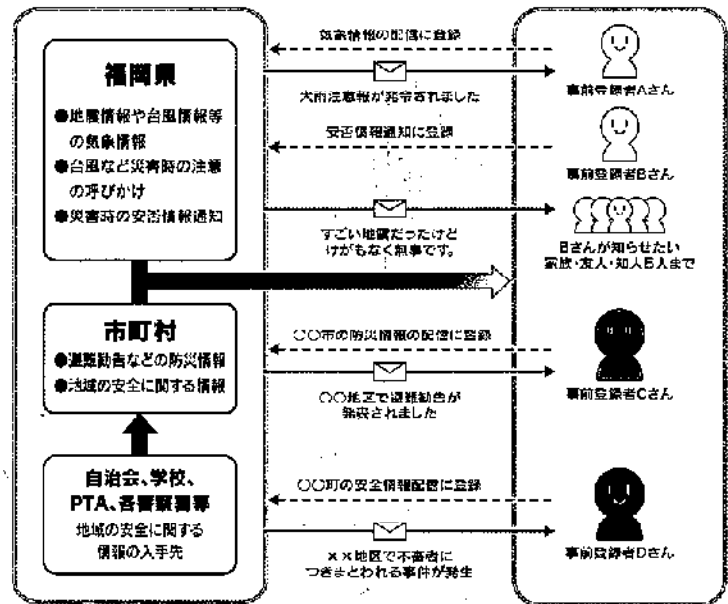 福岡県
●地震情報や台風情報等
の気象情報
●台風など災害時の注意
の呼びかけ
●災害時の安否情報通知
市町村
●避難勧告などの防災情報
●地域の安全に関する情報
自治会、学校、
PTA、各警察署等
地域の安全に関する
情報の入手先
気象情報の配信に登録
大雨注意報が発令されました
安否情報通知に登録
すごい地震だったけど
けがもなく無事です。
〇〇市の防災情報の配信に登録
〇〇地区で避難勧告が
発表されました
〇〇町の安全情報配信に登録
××地区で不審者に
つきまとわれる事件が発生
事前登録者Aさん
事前登録者Bさん
Bさんが知らせたい
家族・友人・知人5人まで
事前登録者Cさん
事前登録者Dさん